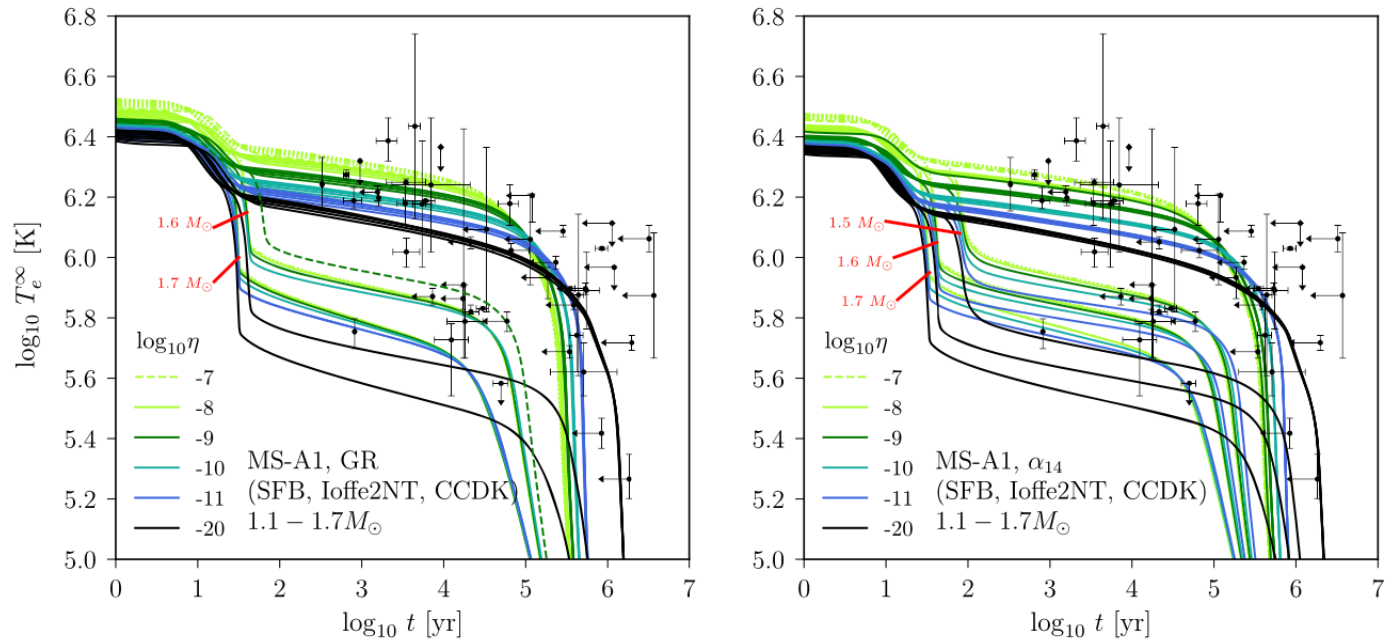 6.8
6.6
6.4
6.2
6.0
5.8
5.6
5.4
5.2
5.0
log₁₀ Tₑ^∞ [K]
1.6 M⊙
1.7 M⊙
log₁₀η
-7
-8
-9
-10
-11
-20
MS-A1, GR
(SFB, Ioffe2NT, CCDK)
1.1 − 1.7M⊙
0 1 2 3 4 5 6 7
log₁₀ t [yr]
6.8
6.6
6.4
6.2
6.0
5.8
5.6
5.4
5.2
5.0
log₁₀ Tₑ^∞ [K]
1.5 M⊙
1.6 M⊙
1.7 M⊙
log₁₀η
-7
-8
-9
-10
-11
-20
MS-A1, α₁₄
(SFB, Ioffe2NT, CCDK)
1.1 − 1.7M⊙
0 1 2 3 4 5 6 7
log₁₀ t [yr]